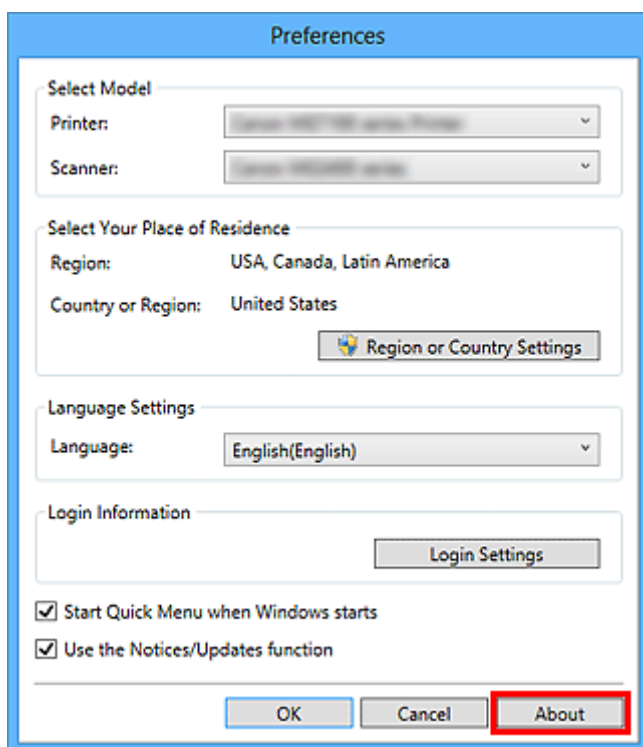 Preferences
Select Model
Printer:
Scanner:
Select Your Place of Residence
Region: USA, Canada, Latin America
Country or Region: United States
Region or Country Settings
Language Settings
Language: English(English)
Login Information
Login Settings
Start Quick Menu when Windows starts
Use the Notices/Updates function
OK Cancel About